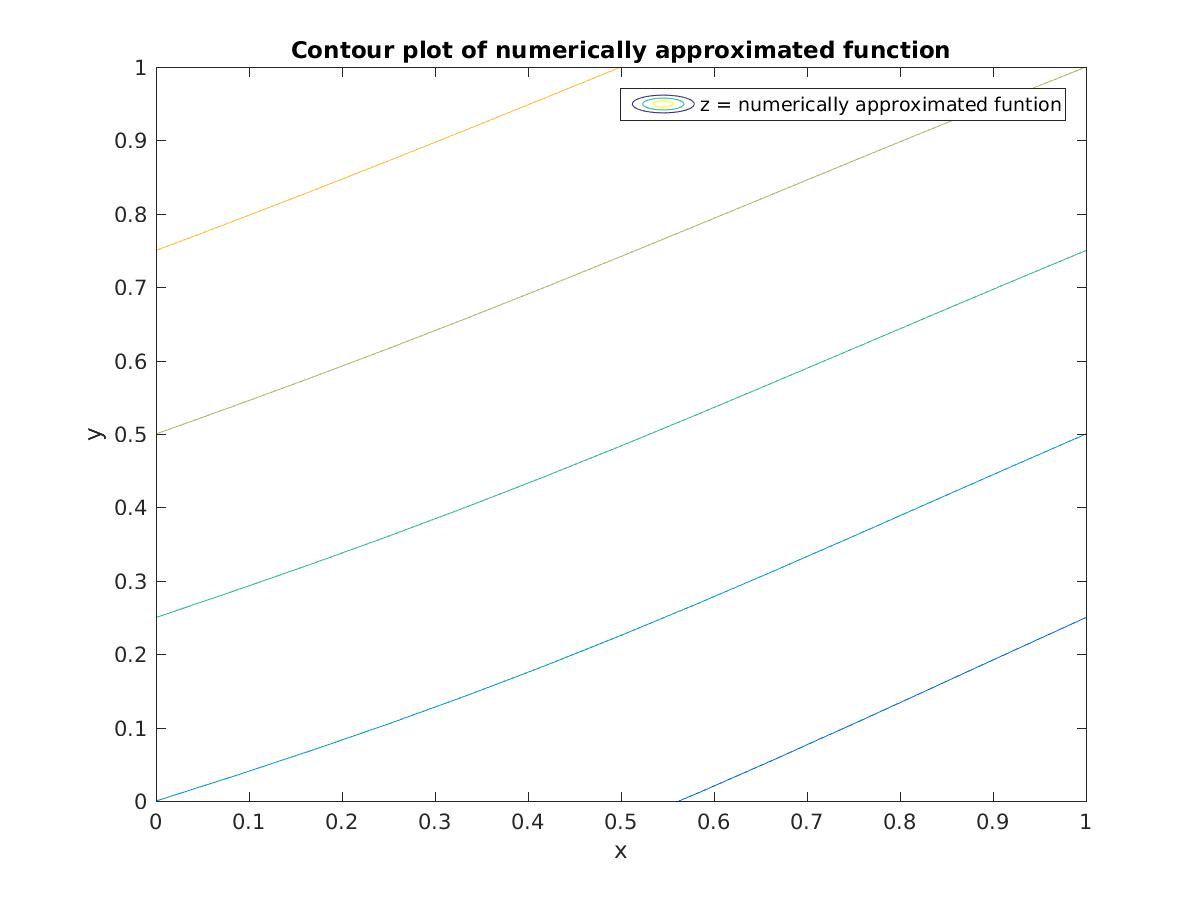 Contour plot of numerically approximated function
z = numerically approximated funtion
1
0.9
0.8
0.7
0.6
0.5
0.4
0.3
0.2
0.1
0
y
0 0.1 0.2 0.3 0.4 0.5 0.6 0.7 0.8 0.9 1
x